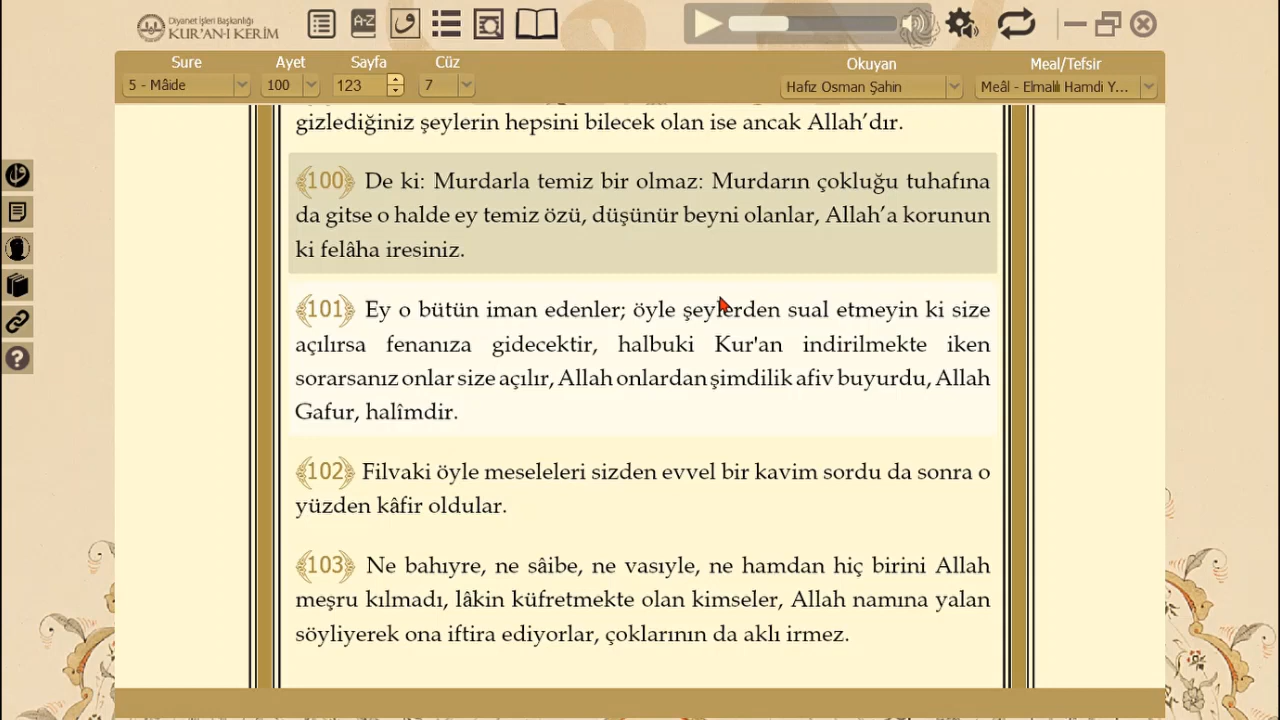 Diyanet İşleri Başkanlığı
KUR'AN-I KERİM
A-Z
Sure Ayet Sayfa Cüz Okuyan Meal/Tefsir
5 - Mâide 100 123 7 Hafız Osman Şahin Meâl - Elmalılı Hamdi Y...
gizlediğiniz şeylerin hepsini bilecek olan ise ancak Allah’dır.
100 De ki: Murdarla temiz bir olmaz: Murdarın çokluğu tuhafına
da gitse o halde ey temiz özü, düşünür beyni olanlar, Allah’a korunun
ki felâha iresiniz.
101 Ey o bütün iman edenler; öyle şeylerden sual etmeyin ki size
açılırsa fenanıza gidecektir, halbuki Kur'an indirilmekte iken
sorarsanız onlar size açılır, Allah onlardan şimdilik afiv buyurdu, Allah
Gafur, halîmdir.
102 Filvaki öyle meseleleri sizden evvel bir kavim sordu da sonra o
yüzden kâfir oldular.
103 Ne bahıyre, ne sâibe, ne vasıyle, ne hamdan hiç birini Allah
meşru kılmadı, lâkin küfretmekte olan kimseler, Allah namına yalan
söyliyerek ona iftira ediyorlar, çoklarının da aklı irmez.